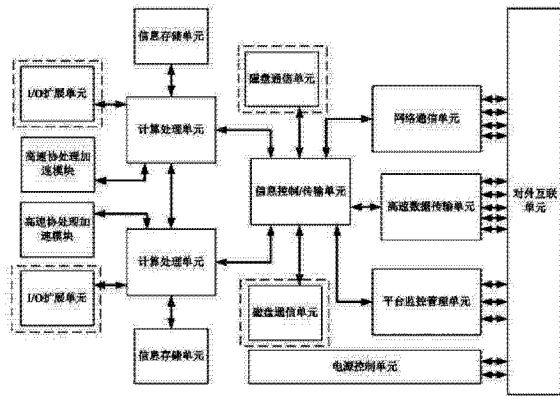 信息存储单元
I/O扩展单元
计算处理单元
高速协处理加
速模块
高速协处理加
速模块
计算处理单元
I/O扩展单元
信息存储单元
磁盘通信单元
信息控制/传输单元
磁盘通信单元
网络通信单元
高速数据传输单元
平台监控管理单元
电源控制单元
对外互联
单元